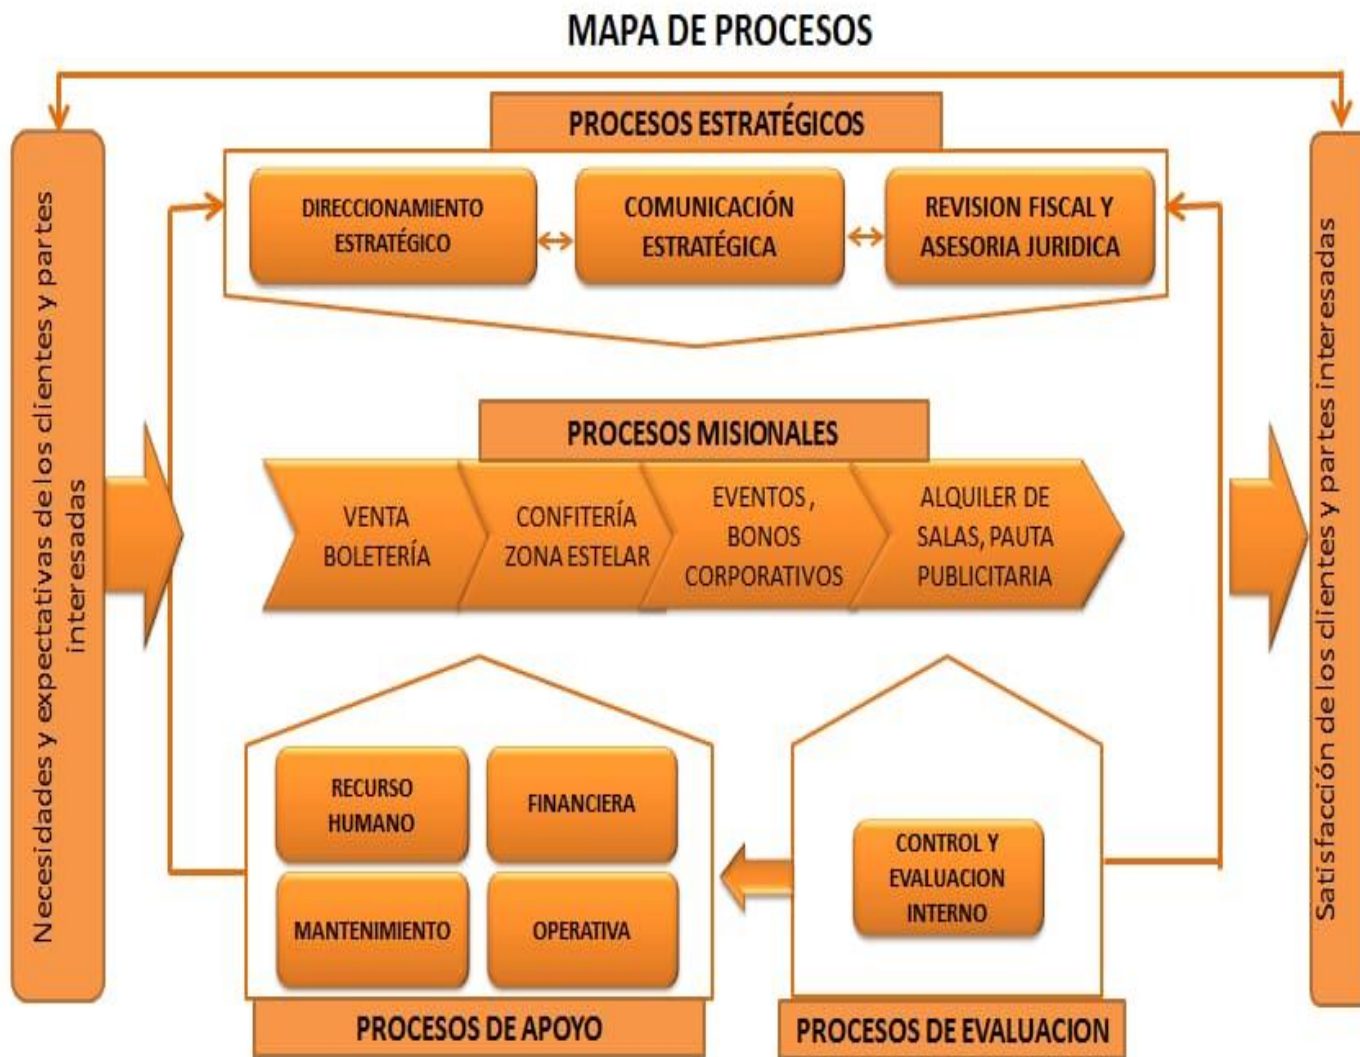 MAPA DE PROCESOS
Necesidades y expectativas de los clientes y partes
interesadas
PROCESOS ESTRATÉGICOS
DIRECCIONAMIENTO
ESTRATÉGICO
COMUNICACIÓN
ESTRATÉGICA
REVISION FISCAL Y
ASESORIA JURIDICA
PROCESOS MISIONALES
VENTA
BOLETERÍA
CONFITERÍA
ZONA ESTELAR
EVENTOS ,
BONOS
CORPORATIVOS
ALQUILER DE
SALAS, PAUTA
PUBLICITARIA
RECURSO
HUMANO
FINANCIERA
MANTENIMIENTO
OPERATIVA
PROCESOS DE APOYO
CONTROL Y
EVALUACION
INTERNO
PROCESOS DE EVALUACION
Satisfacción de los clientes y partes interesadas